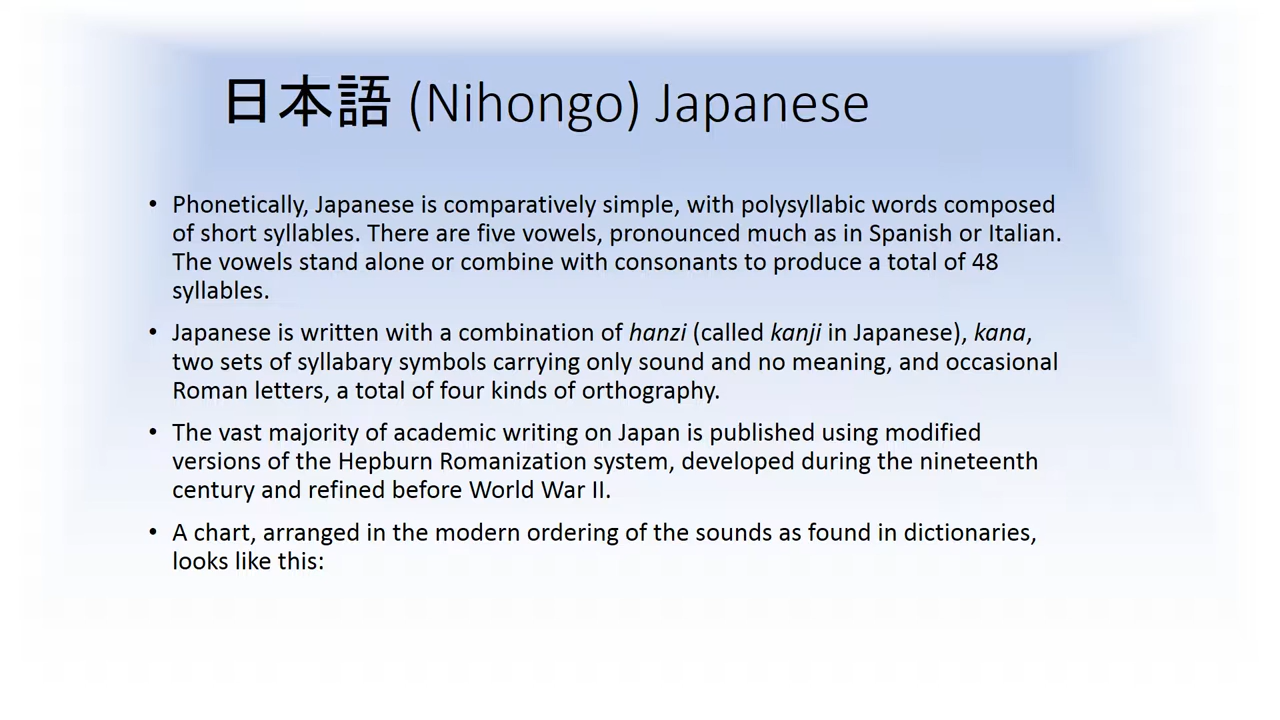 日本語 (Nihongo) Japanese
• Phonetically, Japanese is comparatively simple, with polysyllabic words composed
of short syllables. There are five vowels, pronounced much as in Spanish or Italian.
The vowels stand alone or combine with consonants to produce a total of 48
syllables.
• Japanese is written with a combination of hanzi (called kanji in Japanese), kana,
two sets of syllabary symbols carrying only sound and no meaning, and occasional
Roman letters, a total of four kinds of orthography.
• The vast majority of academic writing on Japan is published using modified
versions of the Hepburn Romanization system, developed during the nineteenth
century and refined before World War II.
• A chart, arranged in the modern ordering of the sounds as found in dictionaries,
looks like this: